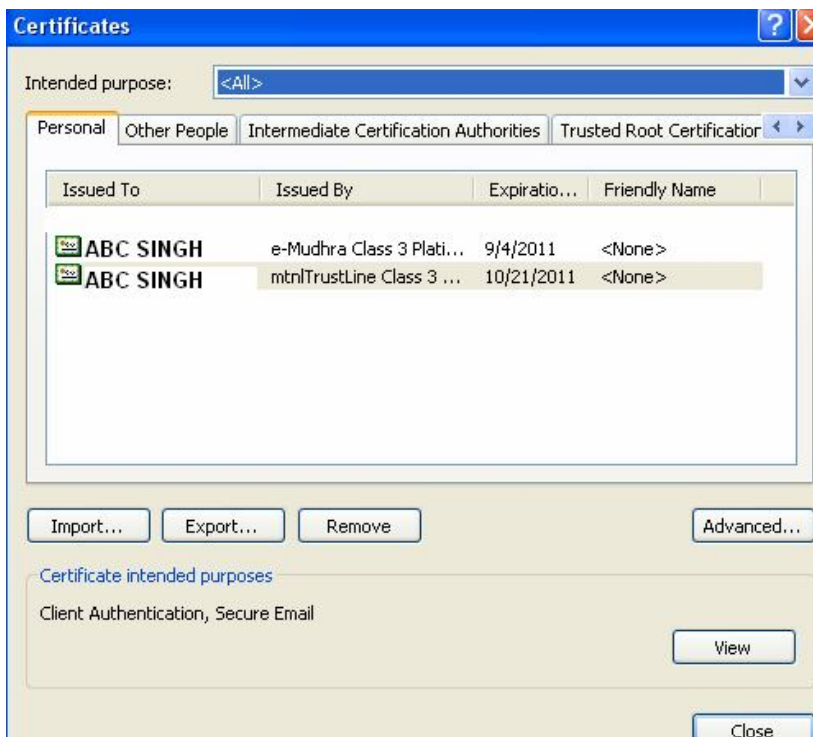 Certificates
Intended purpose: <All>
Personal Other People Intermediate Certification Authorities Trusted Root Certification
Issued To Issued By Expiratio... Friendly Name
ABC SINGH e-Mudhra Class 3 Plati... 9/4/2011 <None>
ABC SINGH mtnlTrustLine Class 3 ... 10/21/2011 <None>
Import... Export... Remove Advanced...
Certificate intended purposes
Client Authentication, Secure Email
View
Close